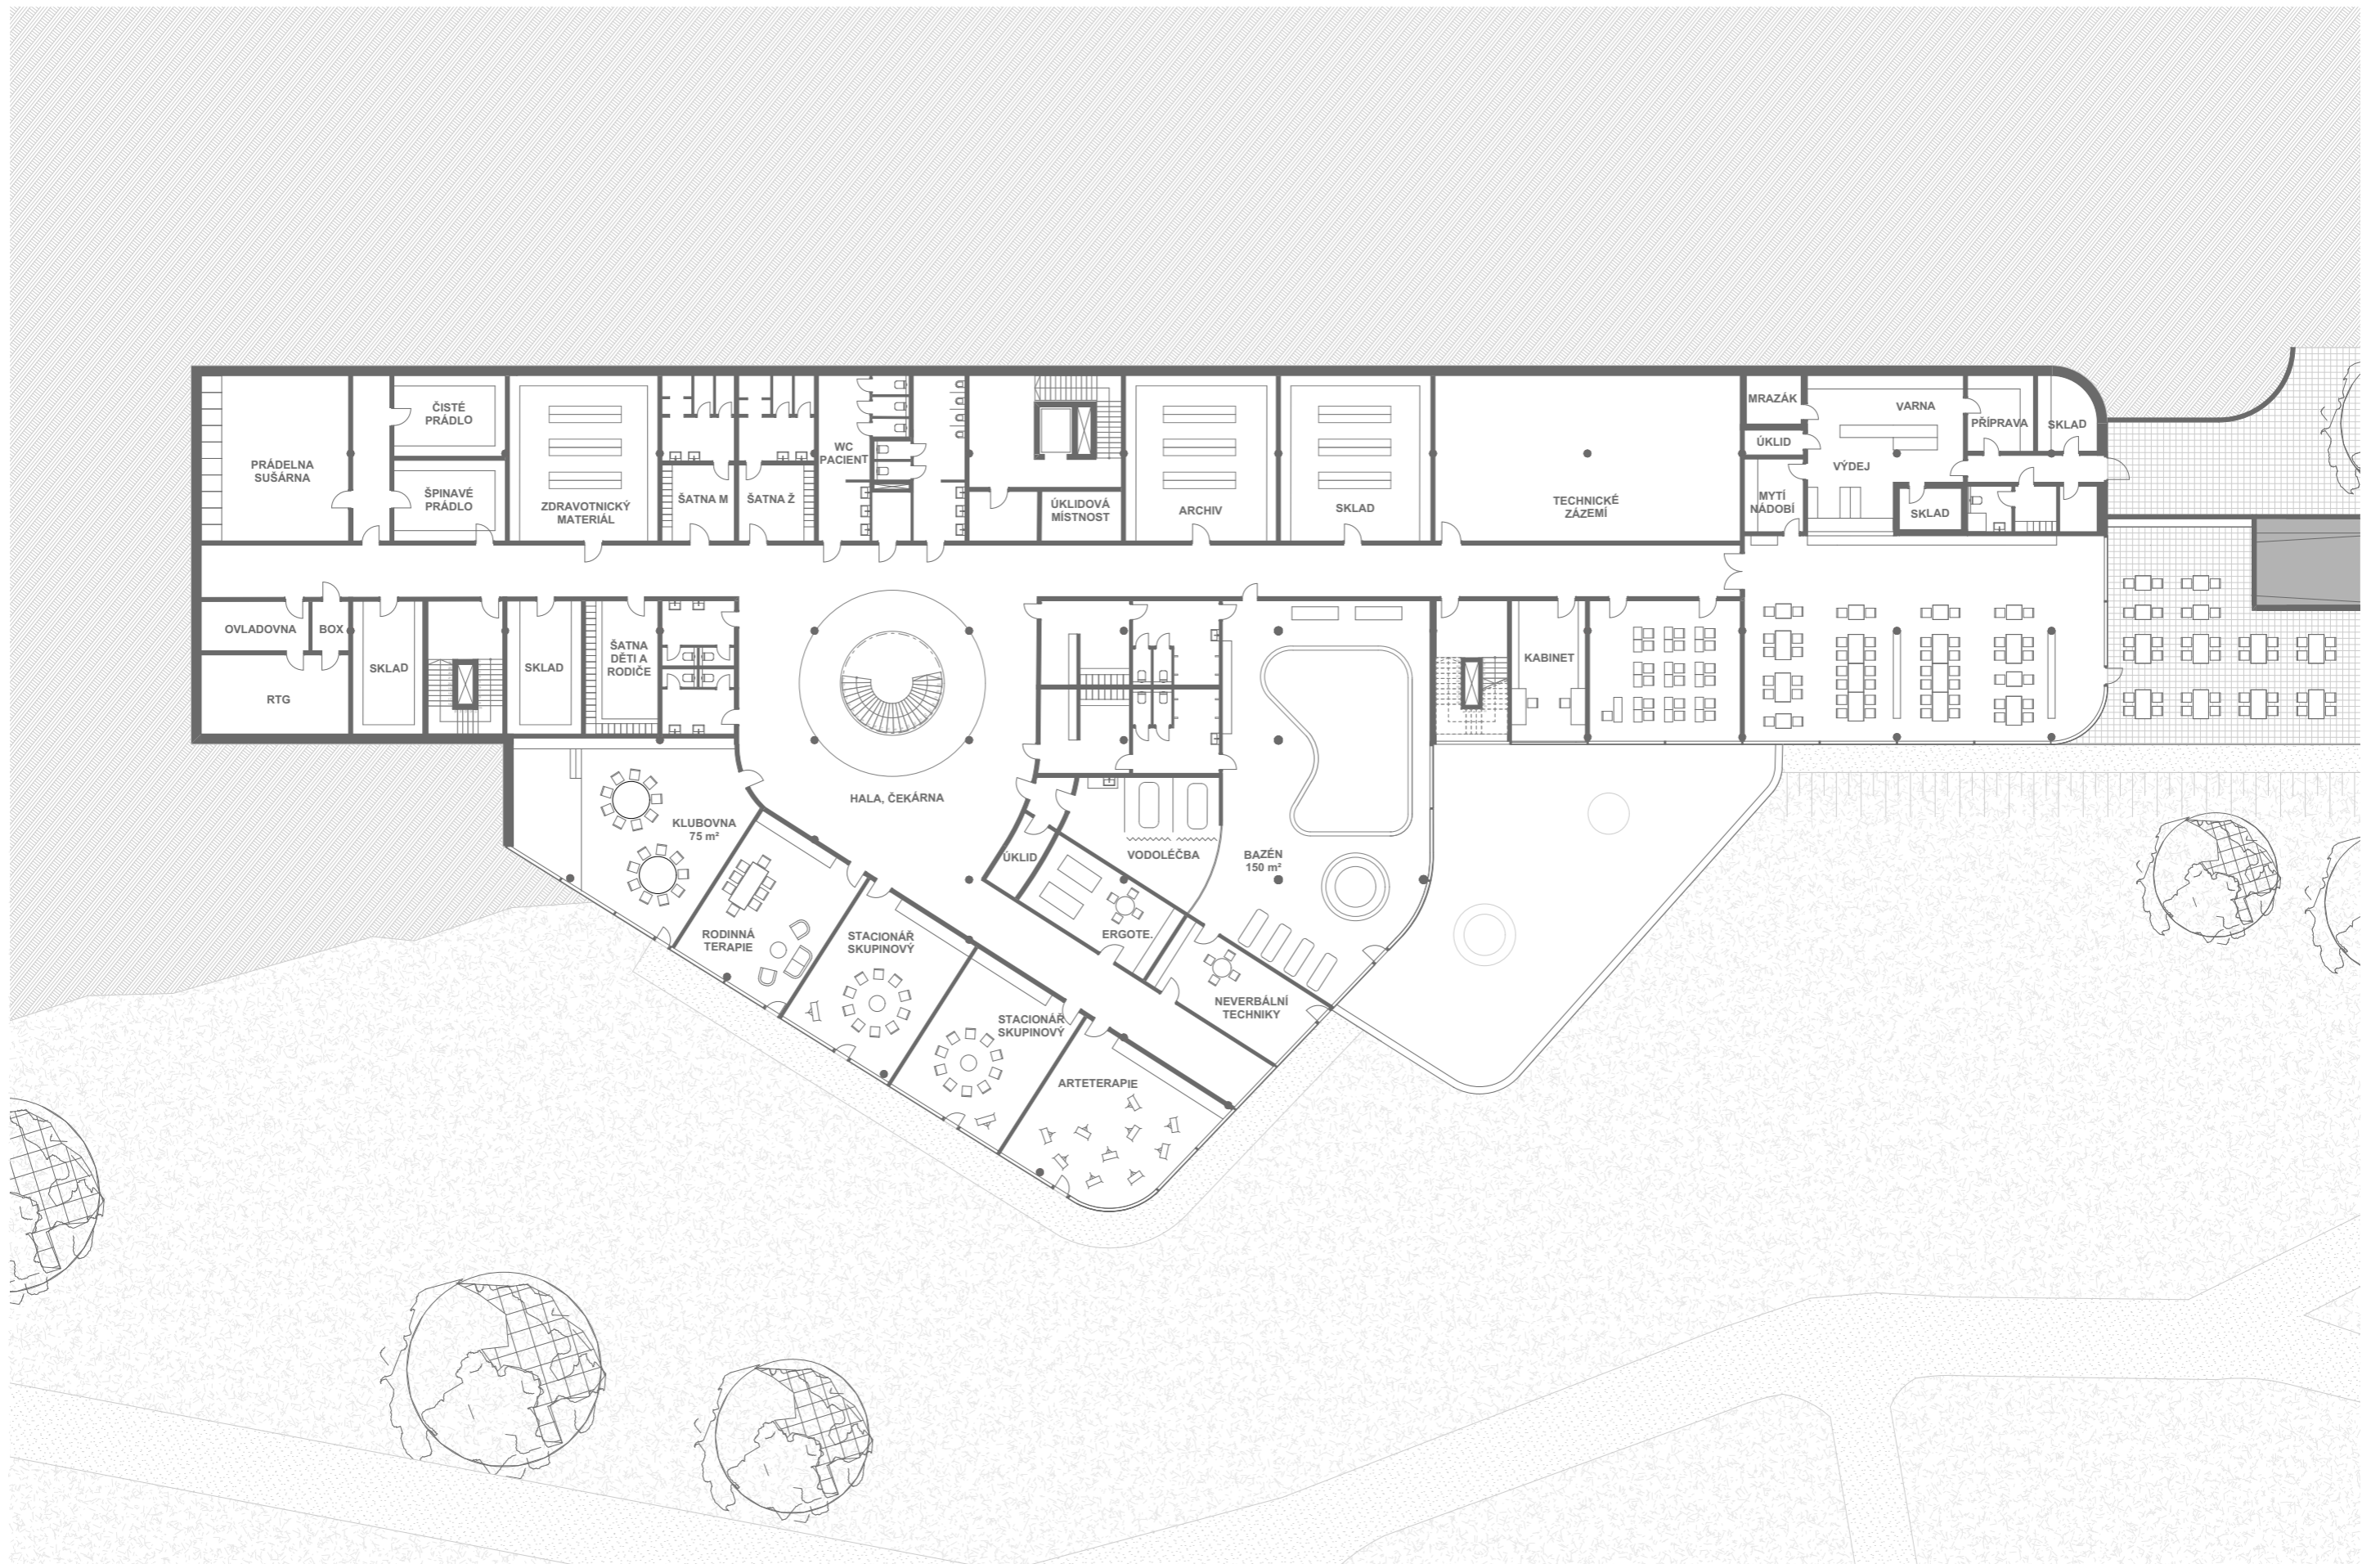 MRAZÁK
VARNA
ČISTÉ
PRÁDLO
PŘÍPRAVA
SKLAD
ÚKLID
WC
PACIENT
PRÁDELNA
SUŠÁRNA
VÝDEJ
ŠPINAVÉ
PRÁDLO
ZDRAVOTNICKÝ
MATERIÁL
ŠATNA M
ŠATNA Ž
ÚKLIDOVÁ
MÍSTNOST
ARCHIV
SKLAD
TECHNICKÉ
ZÁZEMÍ
MYTÍ
NÁDOBÍ
SKLAD
OVLADOVNA
BOX
SKLAD
SKLAD
ŠATNA
DĚTI A
RODIČE
KABINET
RTG
HALA, ČEKÁRNA
KLUBOVNA
75 m²
ÚKLID
VODOLÉČBA
BAZÉN
150 m²
RODINNÁ
TERAPIE
STACIONÁŘ
SKUPINOVÝ
ERGOTE.
STACIONÁŘ
SKUPINOVÝ
NEVERBÁLNÍ
TECHNIKY
ARTETERAPIE